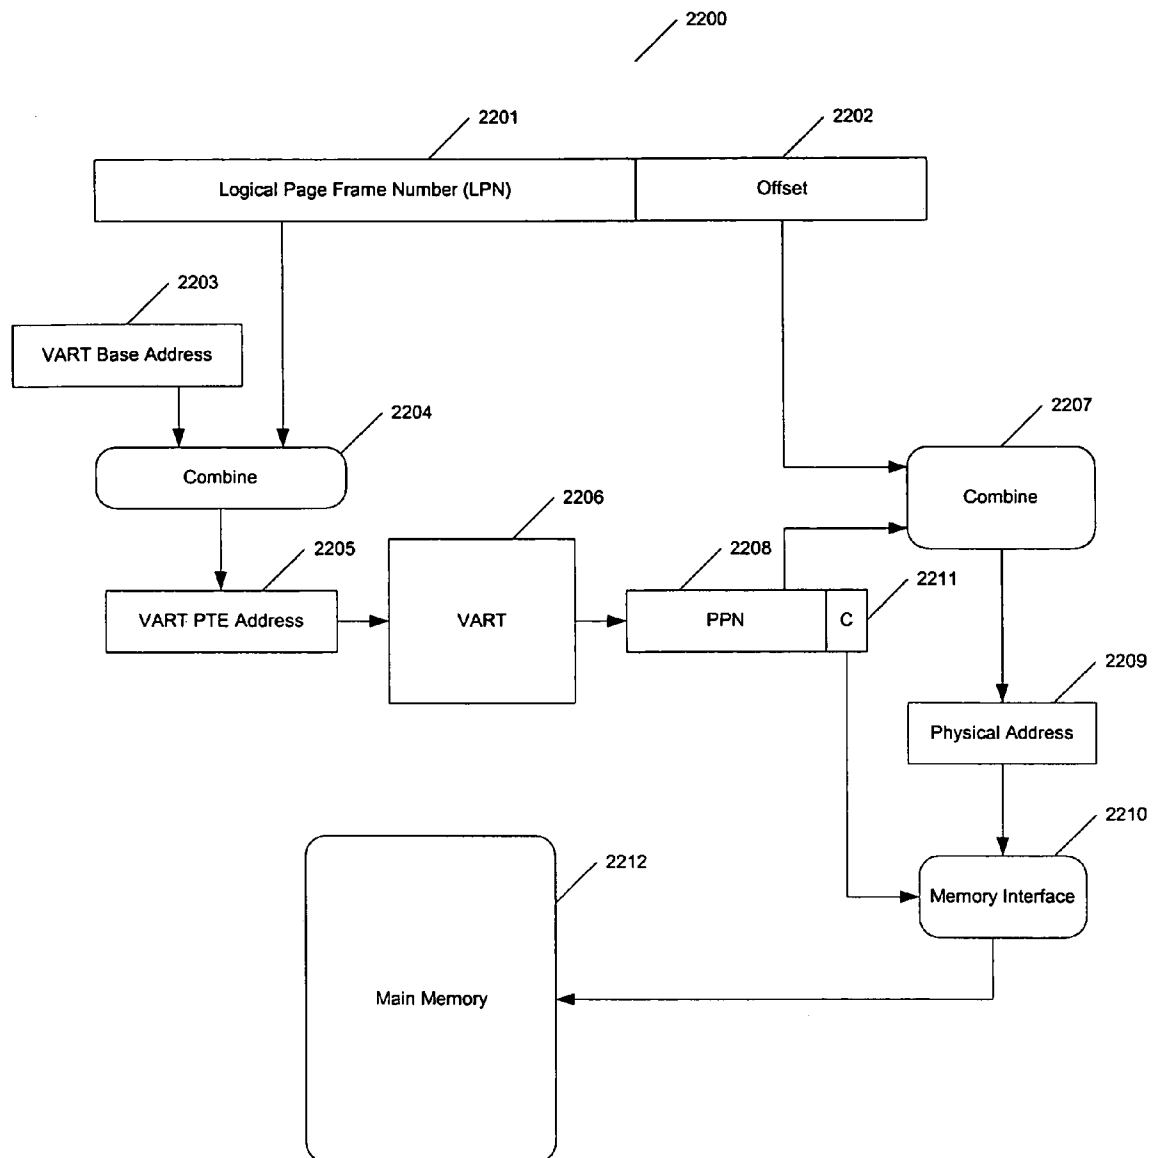 2200
2201
2202
Logical Page Frame Number (LPN)
Offset
2203
VART Base Address
2204
2207
Combine
Combine
2206
2205
2208
2211
VART PTE Address
VART
PPN
C
2209
Physical Address
2210
2212
Memory Interface
Main Memory